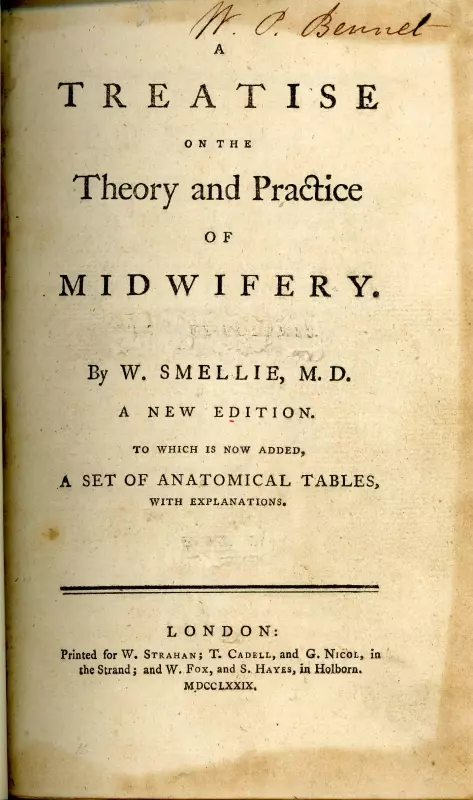 W. P. Bennet
A
TREATISE
ON THE
Theory and Practice
OF
MIDWIFERY.
By W. SMELLIE, M. D.
A NEW EDITION.
TO WHICH IS NOW ADDED,
A SET OF ANATOMICAL TABLES,
WITH EXPLANATIONS.
LONDON:
Printed for W. STRAHAN; T. CADELL, and G. NICOL, in
the Strand; and W. FOX, and S. HAYES, in Holborn.
MDCCLXXIX.